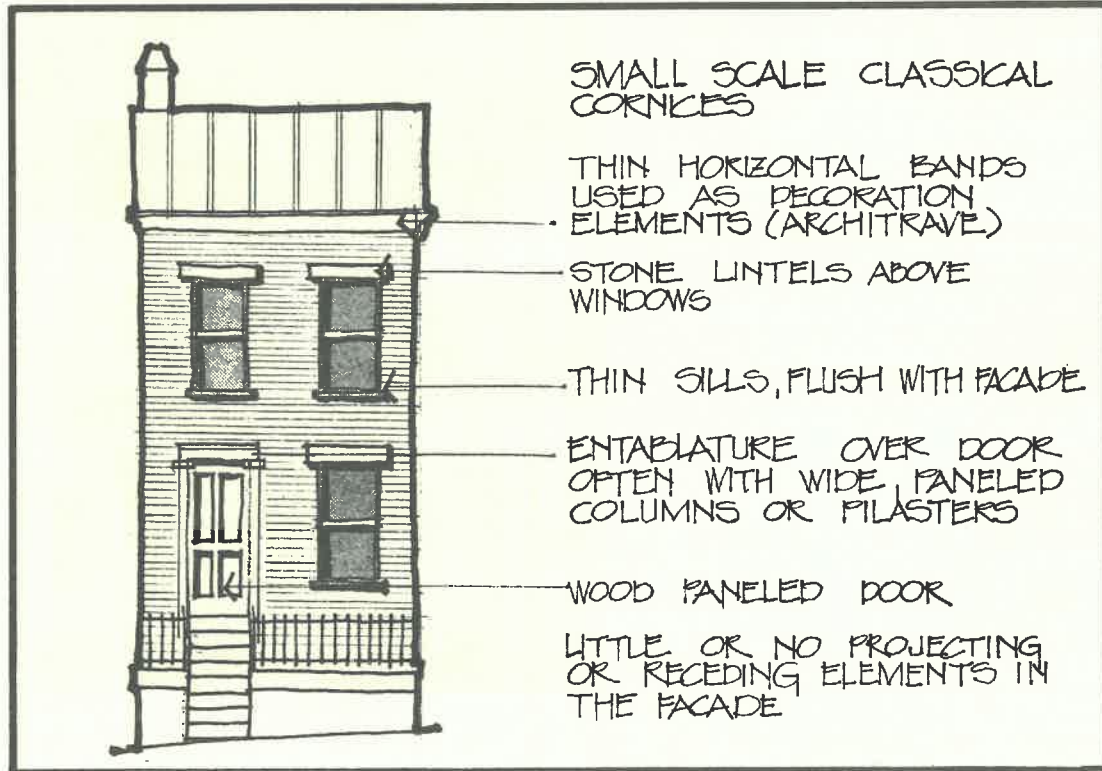 SMALL SCALE CLASSICAL
CORNICES
THIN HORIZONTAL BANDS
USED AS DECORATION
ELEMENTS (ARCHITRAVE)
STONE LINTELS ABOVE
WINDOWS
THIN SILLS, FLUSH WITH FACADE
ENTABLATURE OVER DOOR
OFTEN WITH WIDE, PANELED
COLUMNS OR PILASTERS
WOOD PANELED DOOR
LITTLE OR NO PROJECTING
OR RECEDING ELEMENTS IN
THE FACADE